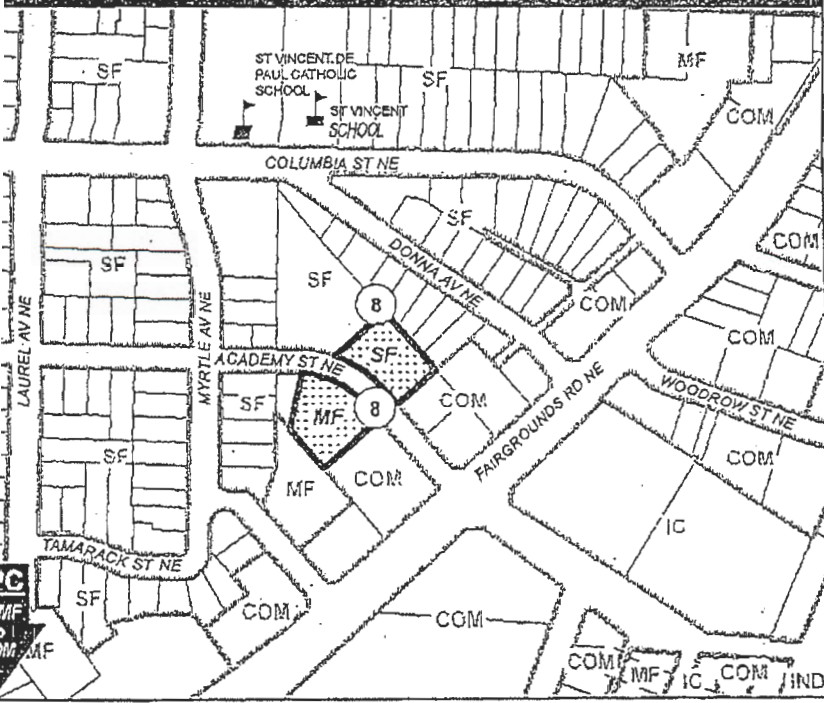 SF
MF
ST VINCENT DE
PAUL CATHOLIC
SCHOOL
SF
ST VINCENT
SCHOOL
COM
COLUMBIA ST NE
SF
COM
SF
DONNA AV NE
SF
COM
8
COM
LAUREL AV NE
MYRTLE AV NE
ACADEMY ST NE
SF
FAIRGROUNDS RD NE
WOODROW ST NE
SF
MF
8
COM
SF
COM
MF
COM
IC
TAMARACK ST NE
SF
COM
COM
MF
MF
COM
MF
IC
COM
IND